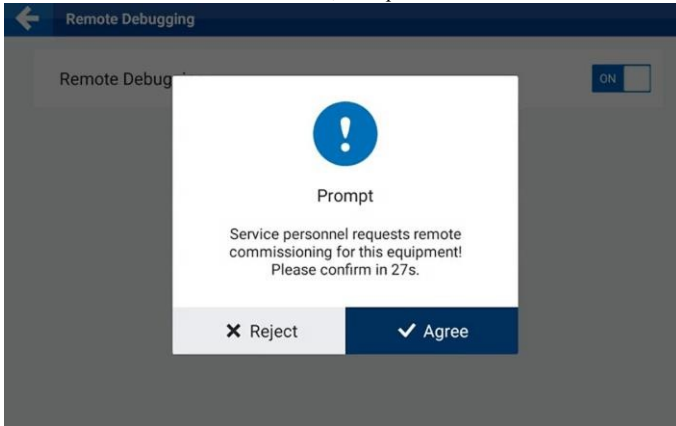 Remote Debugging
Remote Debug
ON
Prompt
Service personnel requests remote
commissioning for this equipment!
Please confirm in 27s.
Reject
Agree